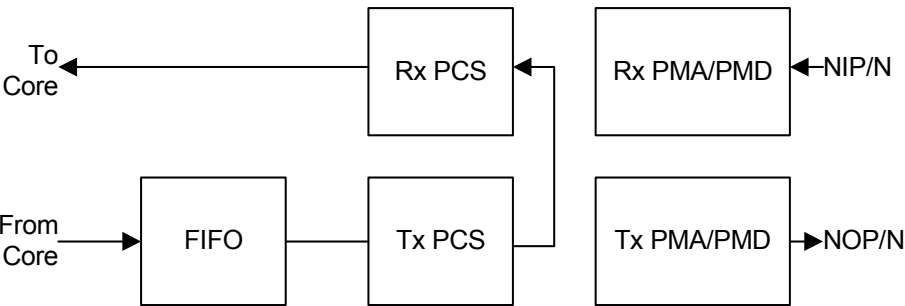 To
Core
Rx PCS
Rx PMA/PMD
NIP/N
From
Core
FIFO
Tx PCS
Tx PMA/PMD
NOP/N